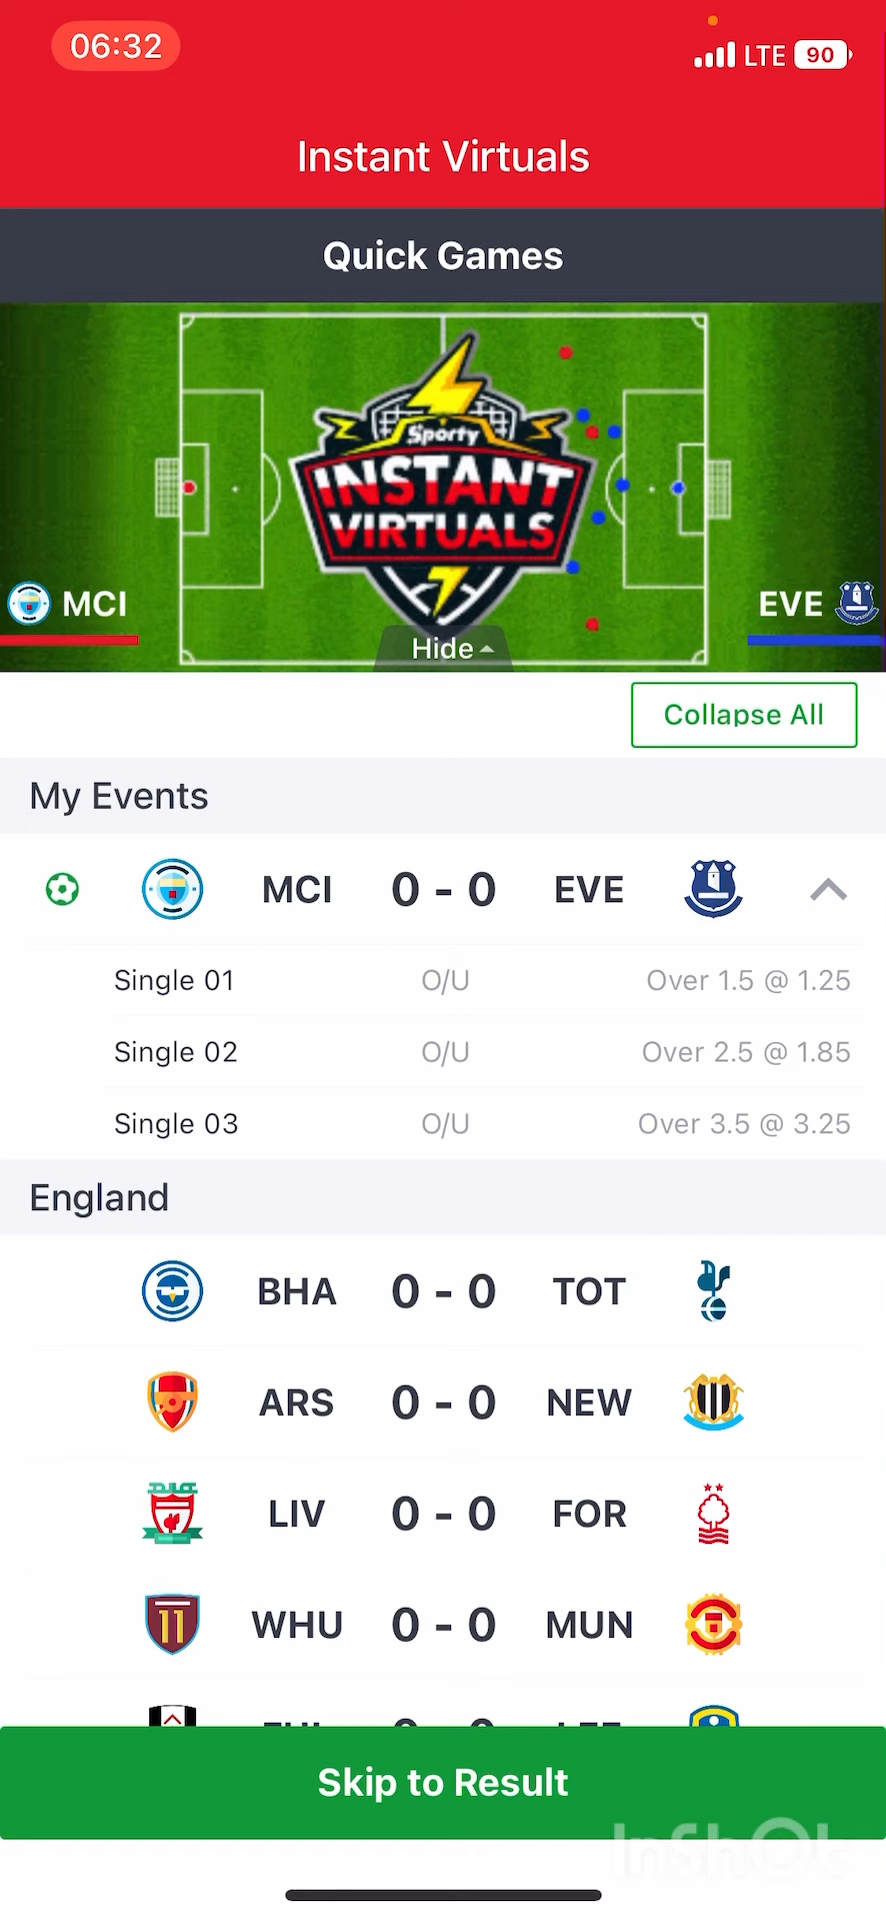 06:32
LTE 90
Instant Virtuals
Quick Games
Sporty
INSTANT
VIRTUALS
MCI
EVE
Hide
Collapse All
My Events
MCI 0 - 0 EVE
Single 01 O/U Over 1.5 @ 1.25
Single 02 O/U Over 2.5 @ 1.85
Single 03 O/U Over 3.5 @ 3.25
England
BHA 0 - 0 TOT
ARS 0 - 0 NEW
LIV 0 - 0 FOR
WHU 0 - 0 MUN
Skip to Result
InShOt